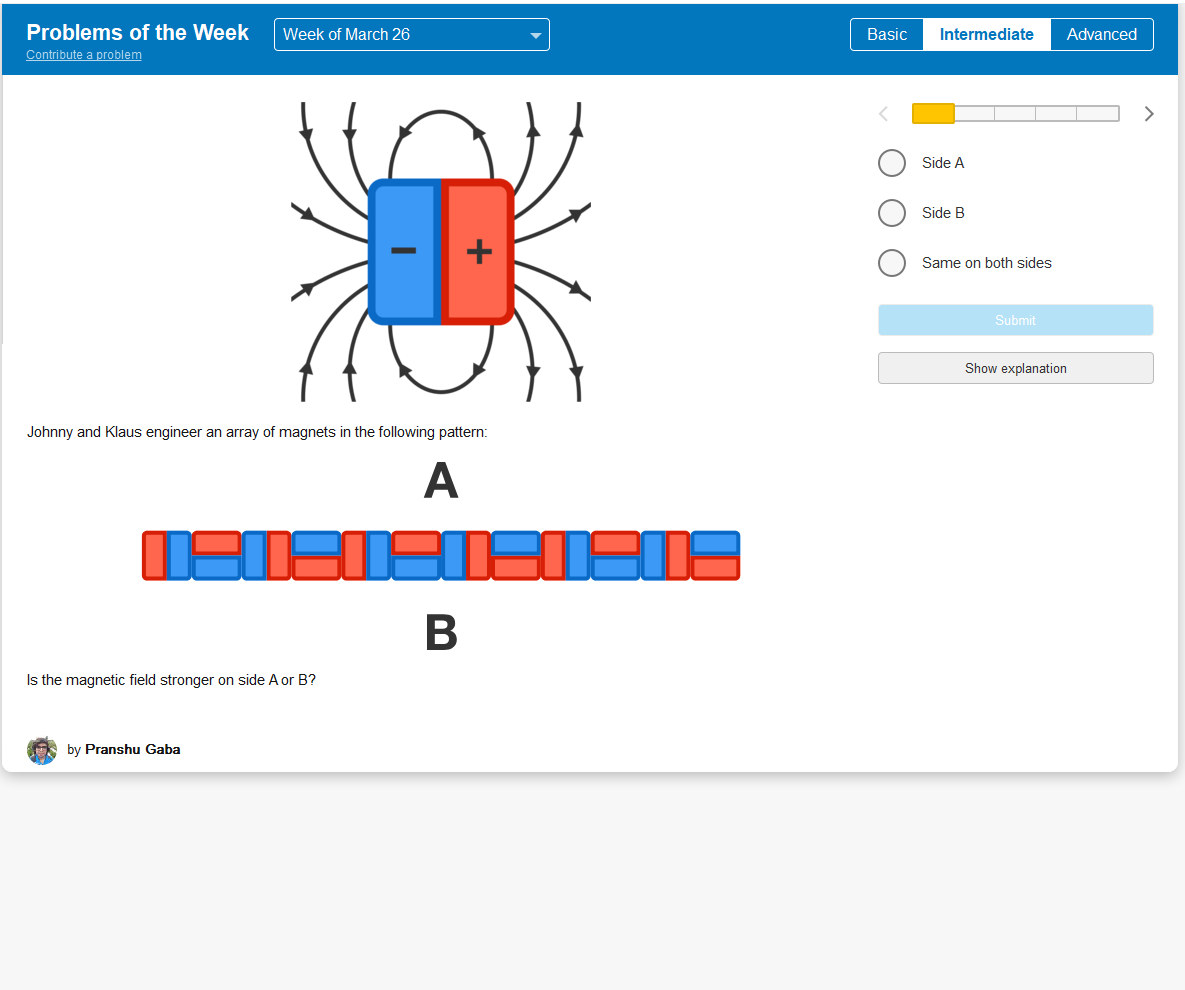 Problems of the Week
Contribute a problem
Week of March 26
Basic
Intermediate
Advanced
− +
Side A
Side B
Same on both sides
Submit
Show explanation
Johnny and Klaus engineer an array of magnets in the following pattern:
A
B
Is the magnetic field stronger on side A or B?
by Pranshu Gaba